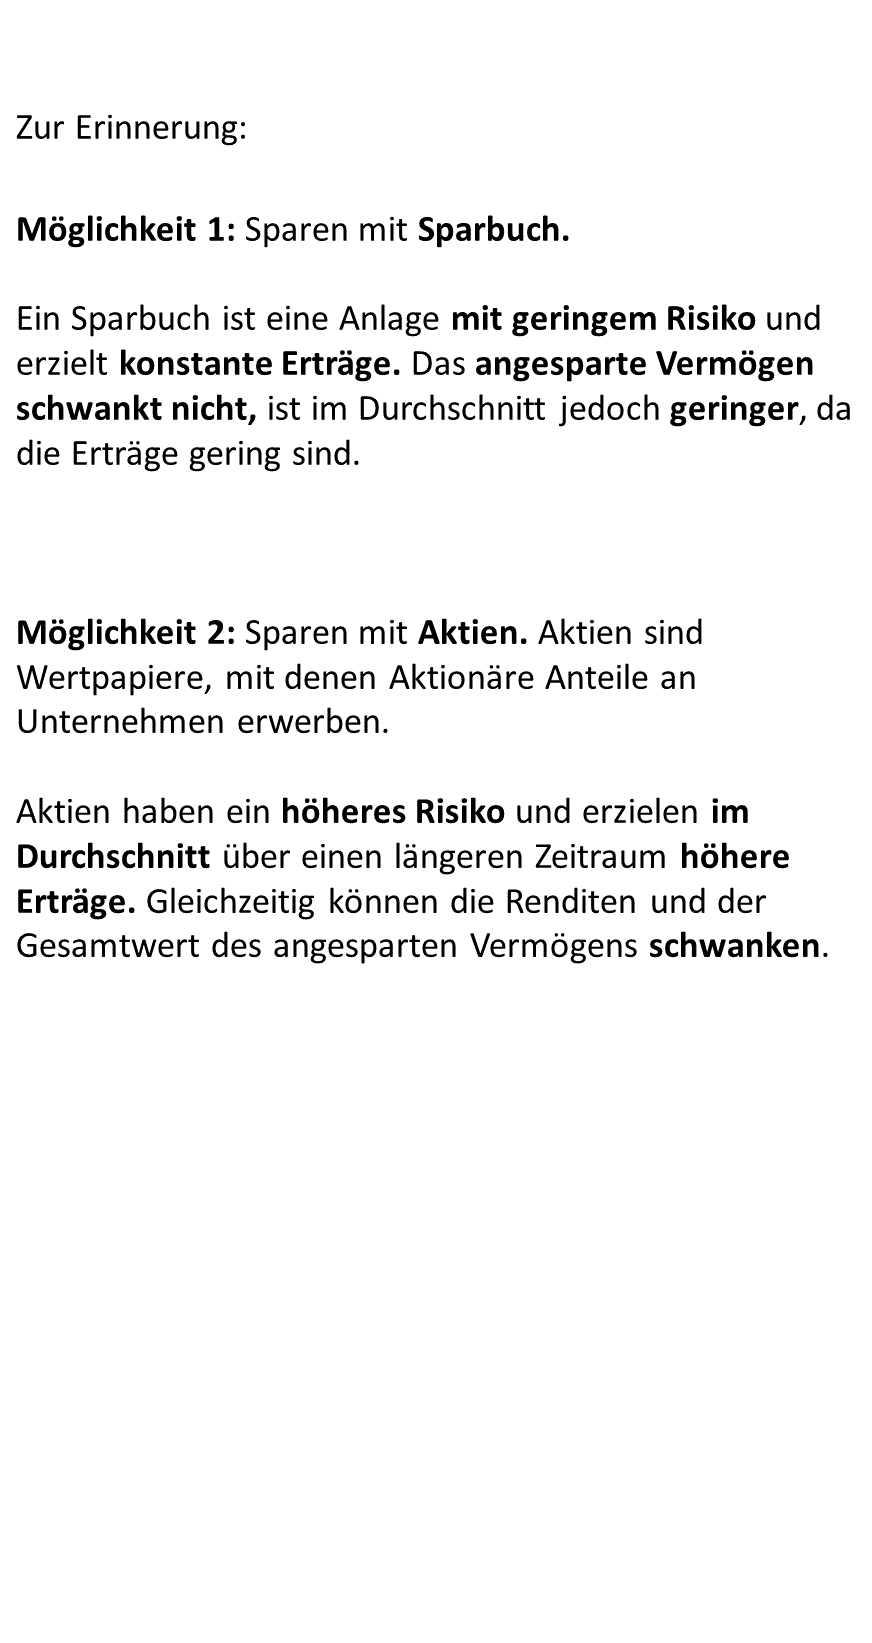 Zur Erinnerung:
Möglichkeit 1: Sparen mit Sparbuch.
Ein Sparbuch ist eine Anlage mit geringem Risiko und
erzielt konstante Erträge. Das angesparte Vermögen
schwankt nicht, ist im Durchschnitt jedoch geringer, da
die Erträge gering sind.
Möglichkeit 2: Sparen mit Aktien. Aktien sind
Wertpapiere, mit denen Aktionäre Anteile an
Unternehmen erwerben.
Aktien haben ein höheres Risiko und erzielen im
Durchschnitt über einen längeren Zeitraum höhere
Erträge. Gleichzeitig können die Renditen und der
Gesamtwert des angesparten Vermögens schwanken.